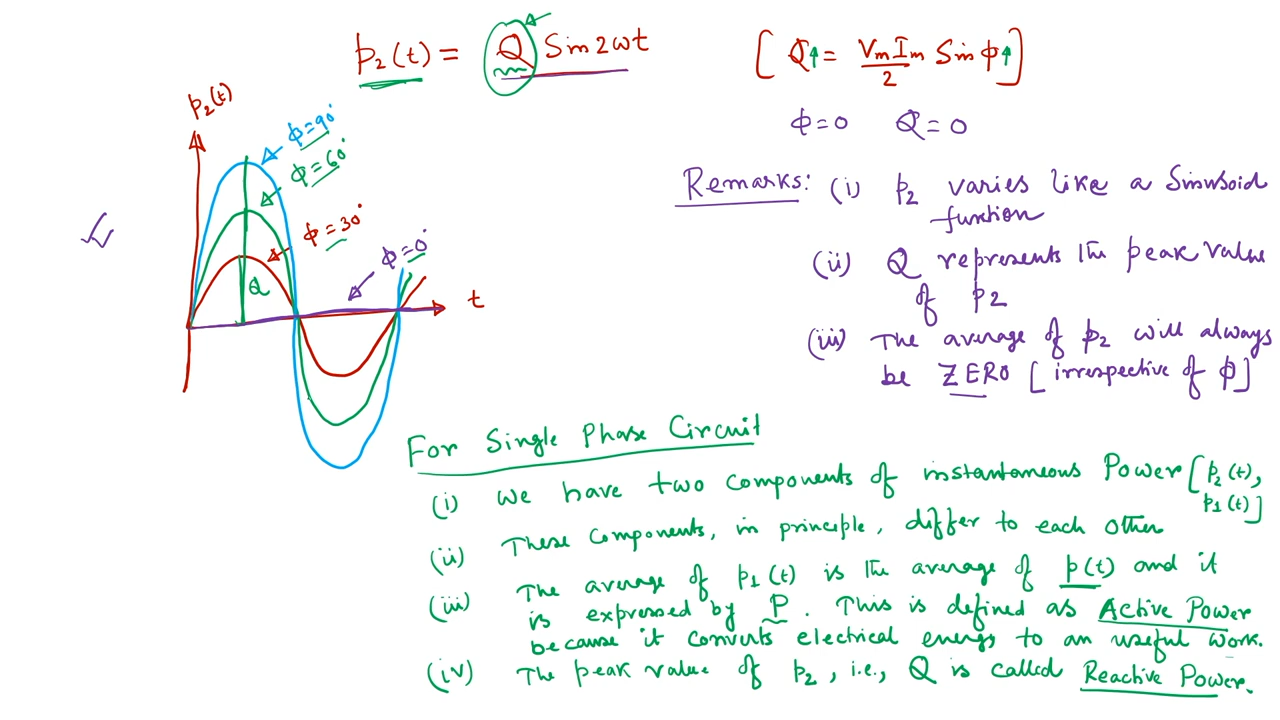 p₂(t) = Q Sin2ωt
[ Q↑ = VmIm/2 Sin ϕ↑ ]
ϕ=0 Q=0
p₂(t)
ϕ=90°
ϕ=60°
ϕ=30°
ϕ=0°
Q
t
Remarks: (i) p₂ varies like a Sinusoid
function
(ii) Q represents the peak value
of p₂
(iii) The average of p₂ will always
be ZERO [irrespective of ϕ]
For Single Phase Circuit
(i) We have two components of instantaneous Power [p₂(t),
p₁(t)]
(ii) These Components, in principle, differ to each other
(iii) The average of p₁(t) is the average of p(t) and it
is expressed by P. This is defined as Active Power
because it converts electrical energy to an useful work.
(iv) The peak value of p₂, i.e., Q is called Reactive Power.